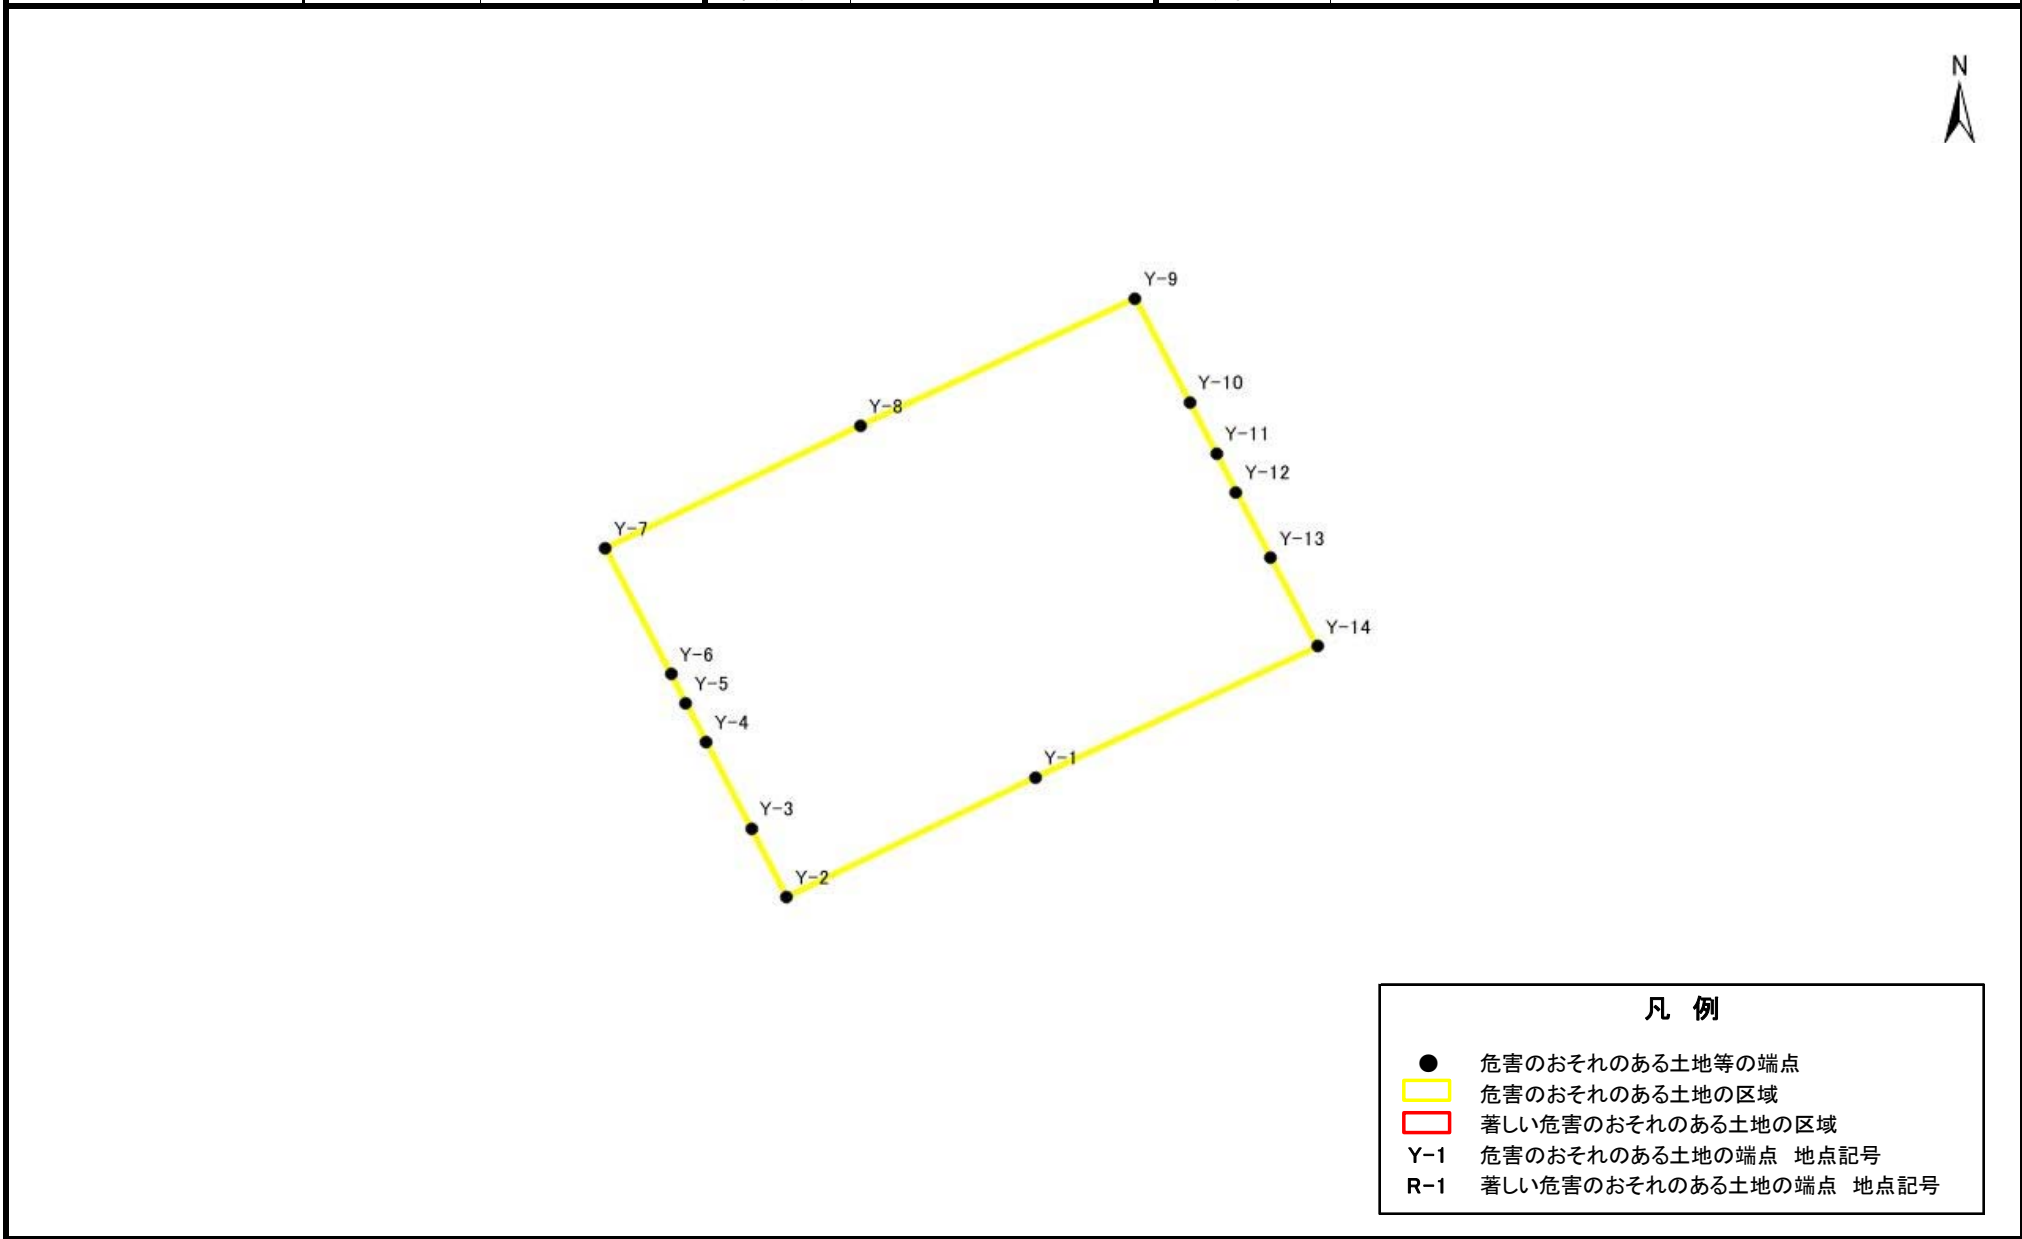 N
Y-9
Y-10
Y-8
Y-11
Y-12
Y-7
Y-13
Y-14
Y-6
Y-5
Y-4
Y-1
Y-3
Y-2
凡 例
危害のおそれのある土地等の端点
危害のおそれのある土地の区域
著しい危害のおそれのある土地の区域
Y-1 危害のおそれのある土地の端点 地点記号
R-1 著しい危害のおそれのある土地の端点 地点記号